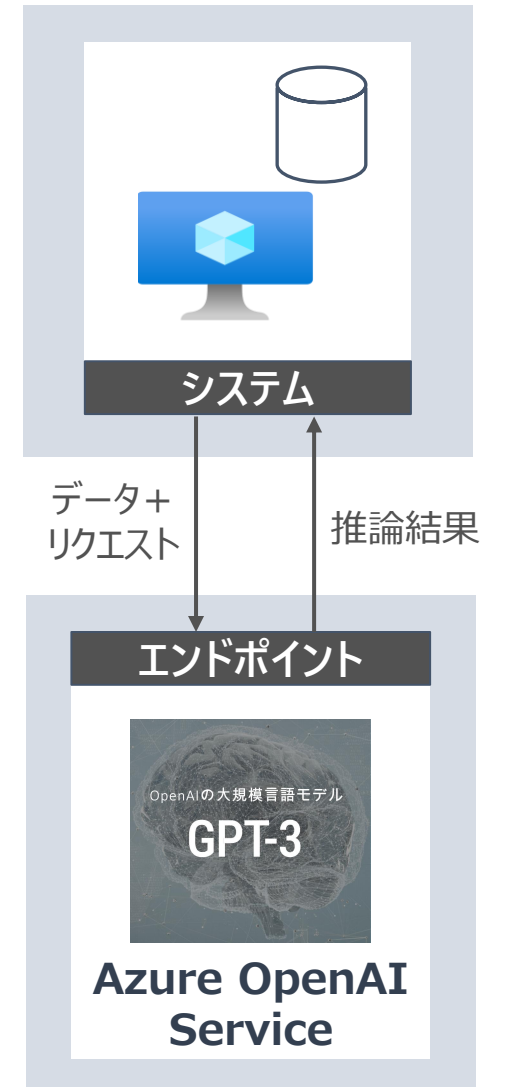 システム
データ+
リクエスト
推論結果
エンドポイント
OpenAIの大規模言語モデル
GPT-3
Azure OpenAI
Service